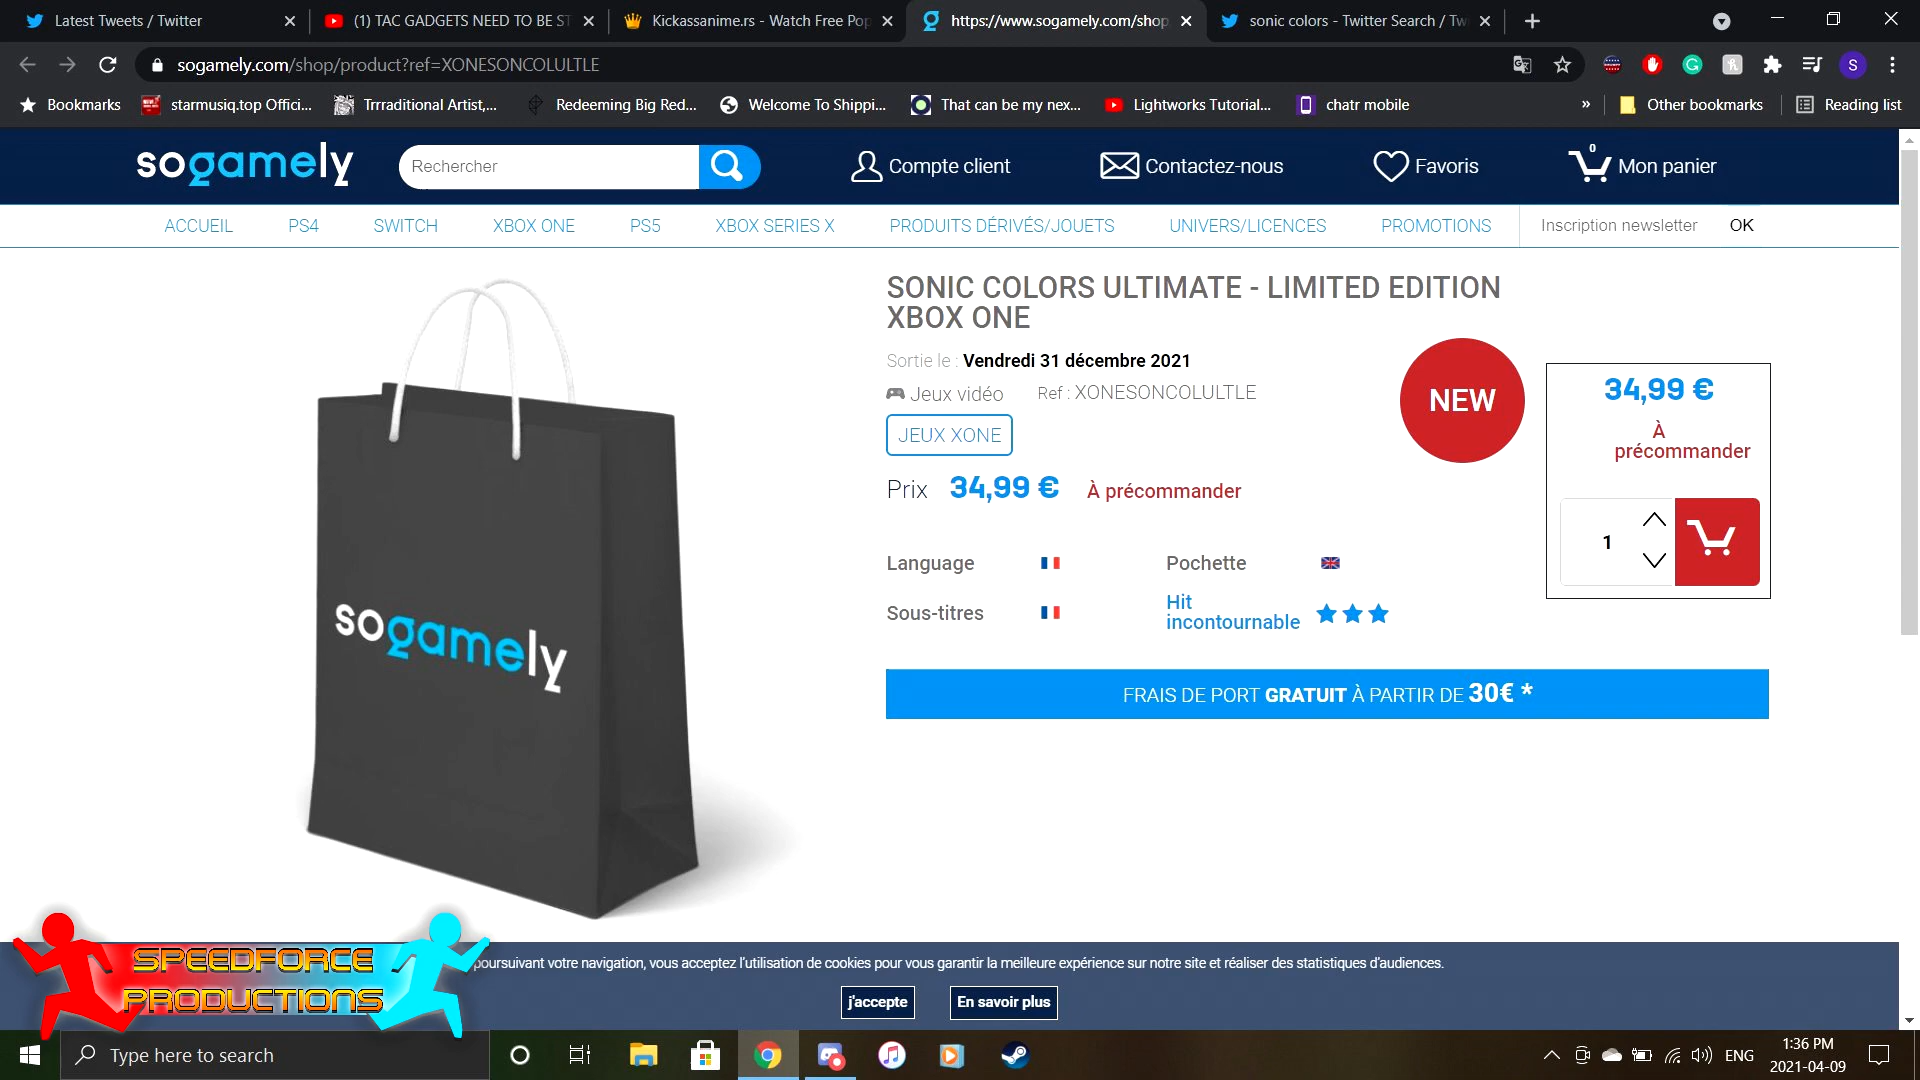 Latest Tweets / Twitter
(1) TAC GADGETS NEED TO BE ST
Kickassanime.rs - Watch Free Pop
https://www.sogamely.com/shop
sonic colors - Twitter Search / Tw
sogamely.com/shop/product?ref=XONESONCOLULTLE
S
Bookmarks
starmusiq.top Offici...
Trrraditional Artist,...
Redeeming Big Red...
Welcome To Shippi...
That can be my nex...
Lightworks Tutorial...
chatr mobile
»
Other bookmarks
Reading list
sogamely
Rechercher
Compte client
Contactez-nous
Favoris
0
Mon panier
ACCUEIL
PS4
SWITCH
XBOX ONE
PS5
XBOX SERIES X
PRODUITS DÉRIVÉS/JOUETS
UNIVERS/LICENCES
PROMOTIONS
Inscription newsletter
OK
SONIC COLORS ULTIMATE - LIMITED EDITION
XBOX ONE
Sortie le : Vendredi 31 décembre 2021
Jeux vidéo
Ref : XONESONCOLULTLE
JEUX XONE
Prix 34,99 € À précommander
NEW
34,99 €
À
précommander
1
Language
Pochette
Sous-titres
Hit
incontournable
FRAIS DE PORT GRATUIT À PARTIR DE 30€ *
sogamely
poursuivant votre navigation, vous acceptez l'utilisation de cookies pour vous garantir la meilleure expérience sur notre site et réaliser des statistiques d'audiences.
j'accepte
En savoir plus
SPEEDFORCE
PRODUCTIONS
Type here to search
ENG
1:36 PM
2021-04-09